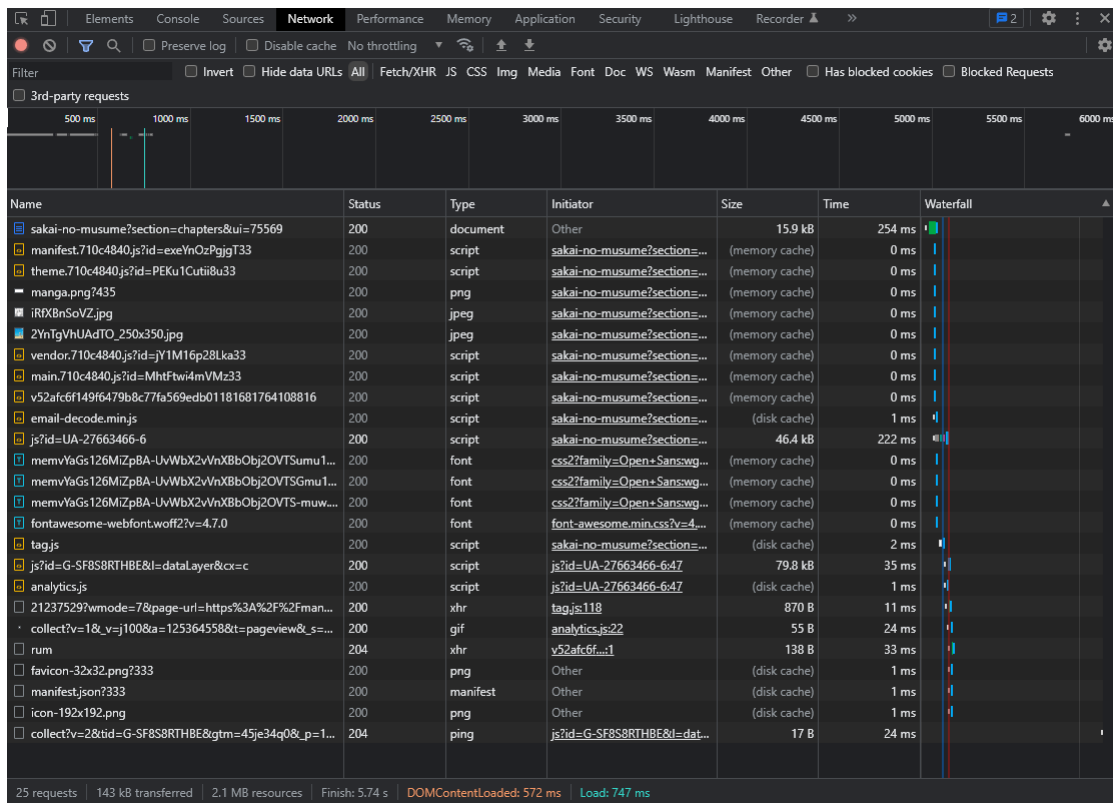 Elements Console Sources Network Performance Memory Application Security Lighthouse Recorder » 2
Preserve log Disable cache No throttling
Filter Invert Hide data URLs All Fetch/XHR JS CSS Img Media Font Doc WS Wasm Manifest Other Has blocked cookies Blocked Requests
3rd-party requests
500 ms 1000 ms 1500 ms 2000 ms 2500 ms 3000 ms 3500 ms 4000 ms 4500 ms 5000 ms 5500 ms 6000 ms
Name Status Type Initiator Size Time Waterfall
sakai-no-musume?section=chapters&ui=75569 200 document Other 15.9 kB 254 ms
manifest.710c4840.js?id=exeYnOzPgjgT33 200 script sakai-no-musume?section=... (memory cache) 0 ms
theme.710c4840.js?id=PEKu1Cutii8u33 200 script sakai-no-musume?section=... (memory cache) 0 ms
manga.png?435 200 png sakai-no-musume?section=... (memory cache) 0 ms
iRfXBnSoVZ.jpg 200 jpeg sakai-no-musume?section=... (memory cache) 0 ms
2YnTgVhUAdTO_250x350.jpg 200 jpeg sakai-no-musume?section=... (memory cache) 0 ms
vendor.710c4840.js?id=jY1M16p28Lka33 200 script sakai-no-musume?section=... (memory cache) 0 ms
main.710c4840.js?id=MhtFtwi4mVMz33 200 script sakai-no-musume?section=... (memory cache) 0 ms
v52afc6f149f6479b8c77fa569edb01181681764108816 200 script sakai-no-musume?section=... (memory cache) 0 ms
email-decode.min.js 200 script sakai-no-musume?section=... (disk cache) 1 ms
js?id=UA-27663466-6 200 script sakai-no-musume?section=... 46.4 kB 222 ms
memvYaGs126MiZpBA-UvWbX2vVnXBbObj2OVTSumu1... 200 font css2?family=Open+Sans:wg... (memory cache) 0 ms
memvYaGs126MiZpBA-UvWbX2vVnXBbObj2OVTSGmu1... 200 font css2?family=Open+Sans:wg... (memory cache) 0 ms
memvYaGs126MiZpBA-UvWbX2vVnXBbObj2OVTS-muw... 200 font css2?family=Open+Sans:wg... (memory cache) 0 ms
fontawesome-webfont.woff2?v=4.7.0 200 font font-awesome.min.css?v=4.... (memory cache) 0 ms
tag.js 200 script sakai-no-musume?section=... (disk cache) 2 ms
js?id=G-SF8S8RTHBE&l=dataLayer&cx=c 200 script js?id=UA-27663466-6:47 79.8 kB 35 ms
analytics.js 200 script js?id=UA-27663466-6:47 (disk cache) 1 ms
21237529?wmode=7&page-url=https%3A%2F%2Fman... 200 xhr tag.js:118 870 B 11 ms
collect?v=1&_v=j100&a=125364558&t=pageview&_s=... 200 gif analytics.js:22 55 B 24 ms
rum 204 xhr v52afc6f...:1 138 B 33 ms
favicon-32x32.png?333 200 png Other (disk cache) 1 ms
manifest.json?333 200 manifest Other (disk cache) 1 ms
icon-192x192.png 200 png Other (disk cache) 1 ms
collect?v=2&tid=G-SF8S8RTHBE&gtm=45je34q0&_p=1... 204 ping js?id=G-SF8S8RTHBE&l=dat... 17 B 24 ms
25 requests 143 kB transferred 2.1 MB resources Finish: 5.74 s DOMContentLoaded: 572 ms Load: 747 ms